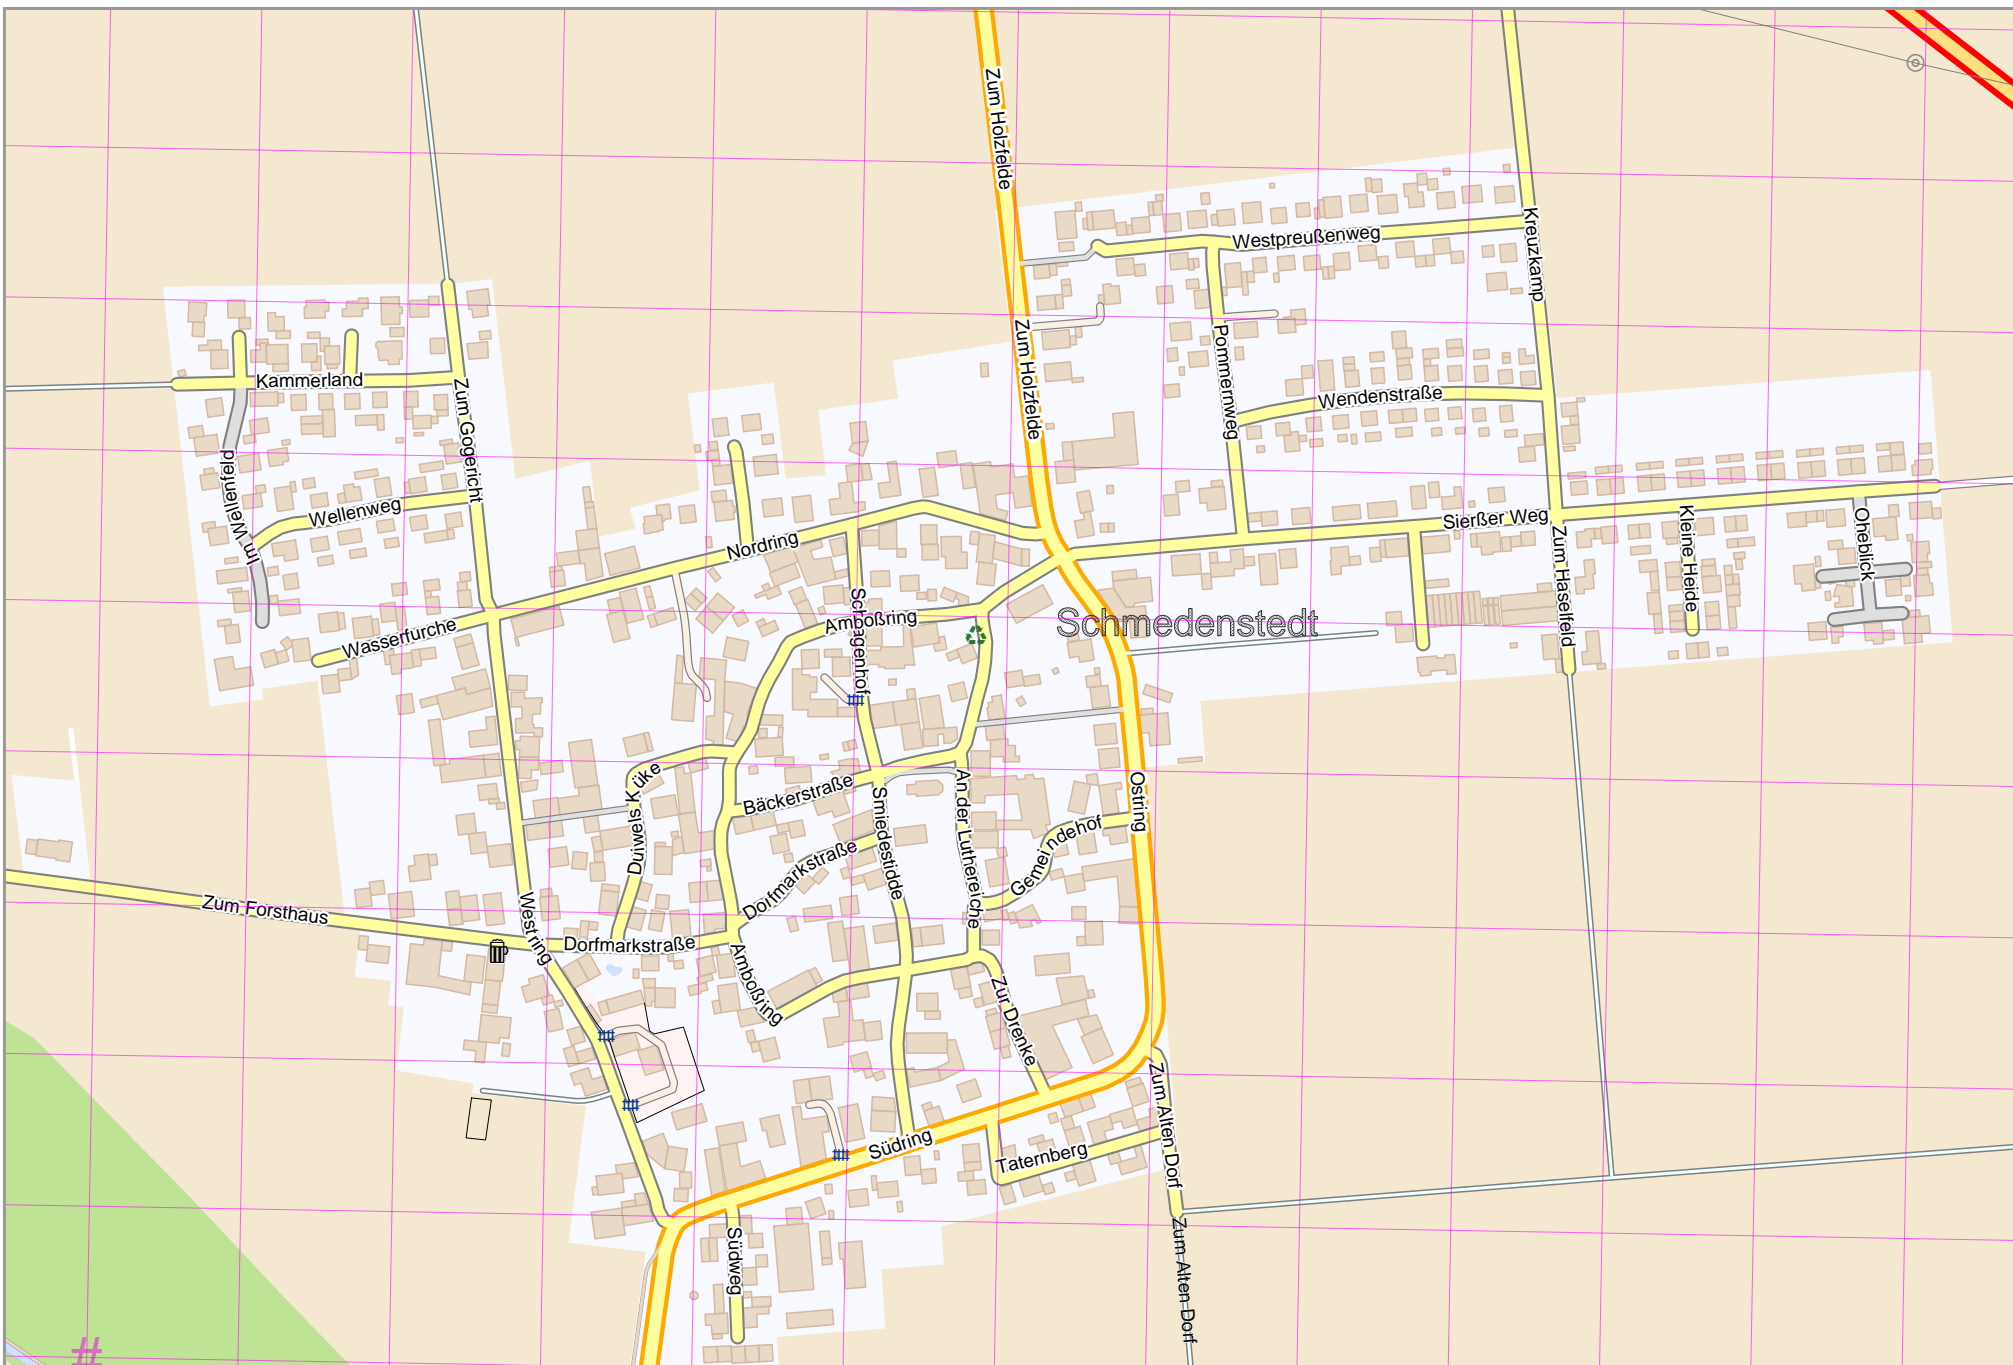 Zum Holzfelde
Westpreußenweg
Kreuzkamp
Zum Holzfelde
Pommernweg
Kammerland
Zum Gogericht
Wendenstraße
Im Wellenfeld
Wellenweg
Nordring
Sierßer Weg
Kleine Heide
Oheblick
Zum Haselfeld
Wasserfurche
Amboßring
Schmedenstedt
Duiwels Küke
Bäckerstraße
Smiedestidde
An der Luthereiche
Ostring
Gemeindehof
Dorfmarkstraße
Zum Forsthaus
Westring
Dorfmarkstraße
Amboßring
Zur Drenke
Zum Alten Dorf
Südring
Taternberg
Südweg
Zum Alten Dorf
#